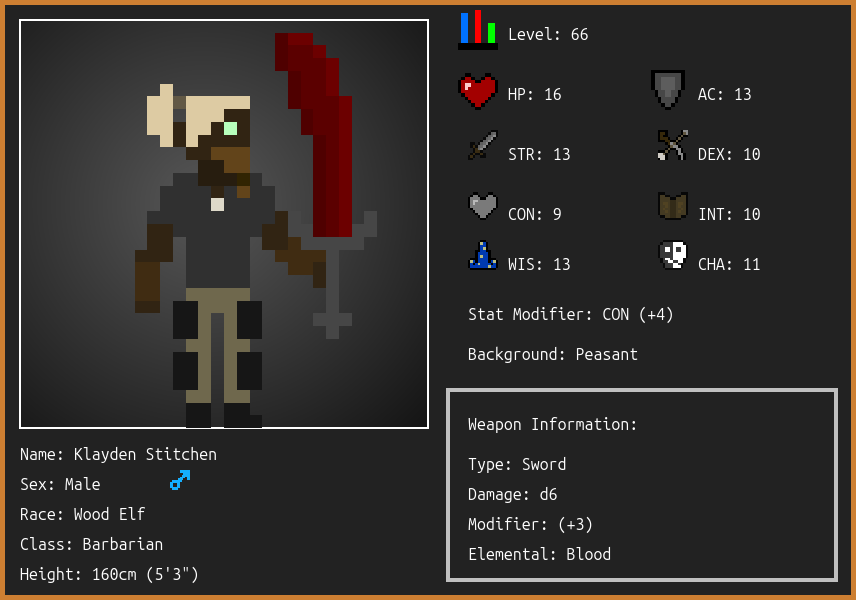 Level: 66
HP: 16
AC: 13
STR: 13
DEX: 10
CON: 9
INT: 10
WIS: 13
CHA: 11
Stat Modifier: CON (+4)
Background: Peasant
Weapon Information:
Type: Sword
Damage: d6
Modifier: (+3)
Elemental: Blood
Name: Klayden Stitchen
Sex: Male
Race: Wood Elf
Class: Barbarian
Height: 160cm (5'3")